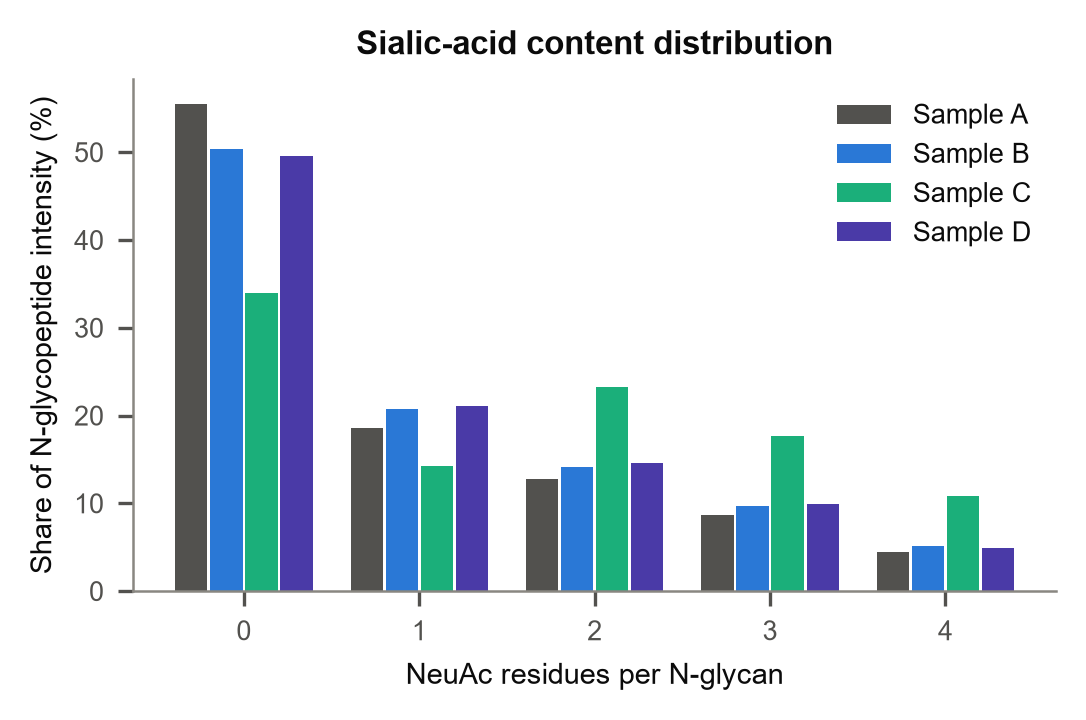 Sialic-acid content distribution
Share of N-glycopeptide intensity (%)
50
40
30
20
10
0
Sample A
Sample B
Sample C
Sample D
0 1 2 3 4
NeuAc residues per N-glycan